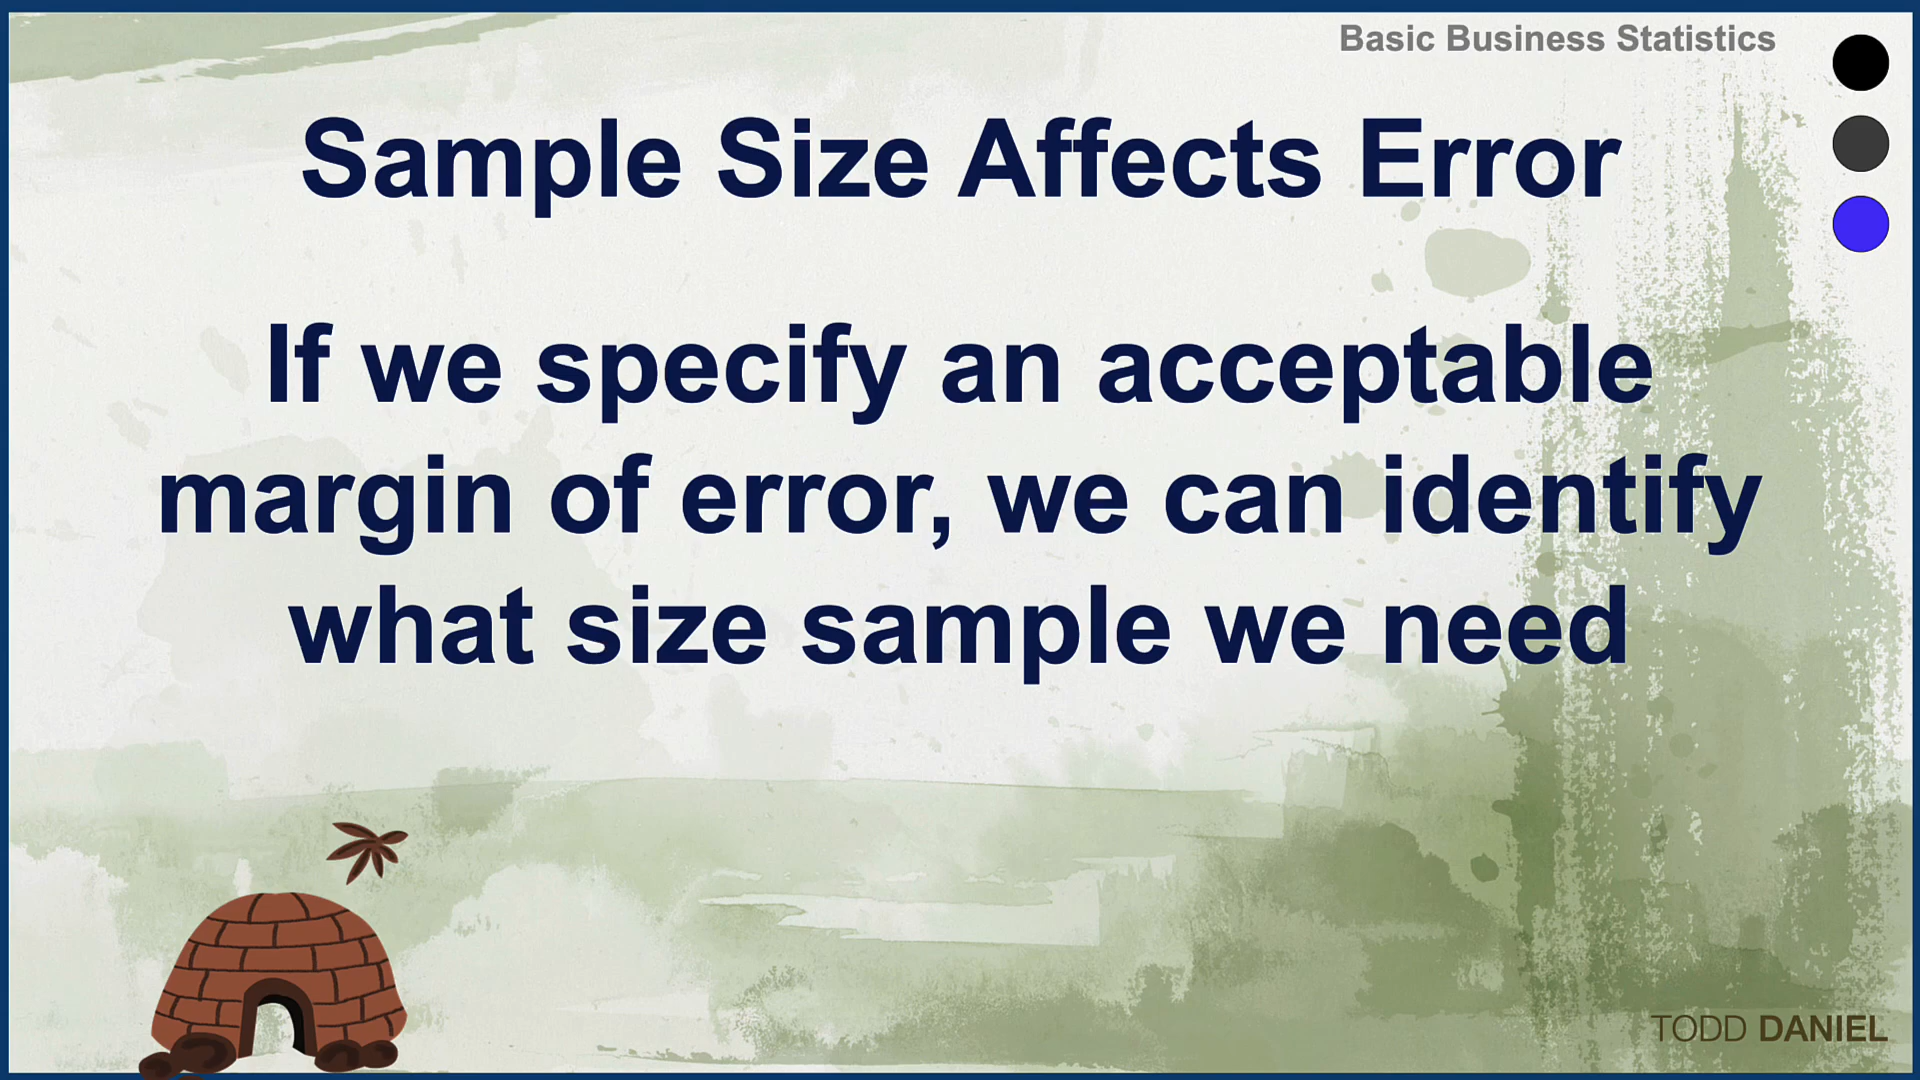 Basic Business Statistics
Sample Size Affects Error
If we specify an acceptable
margin of error, we can identify
what size sample we need
TODD DANIEL